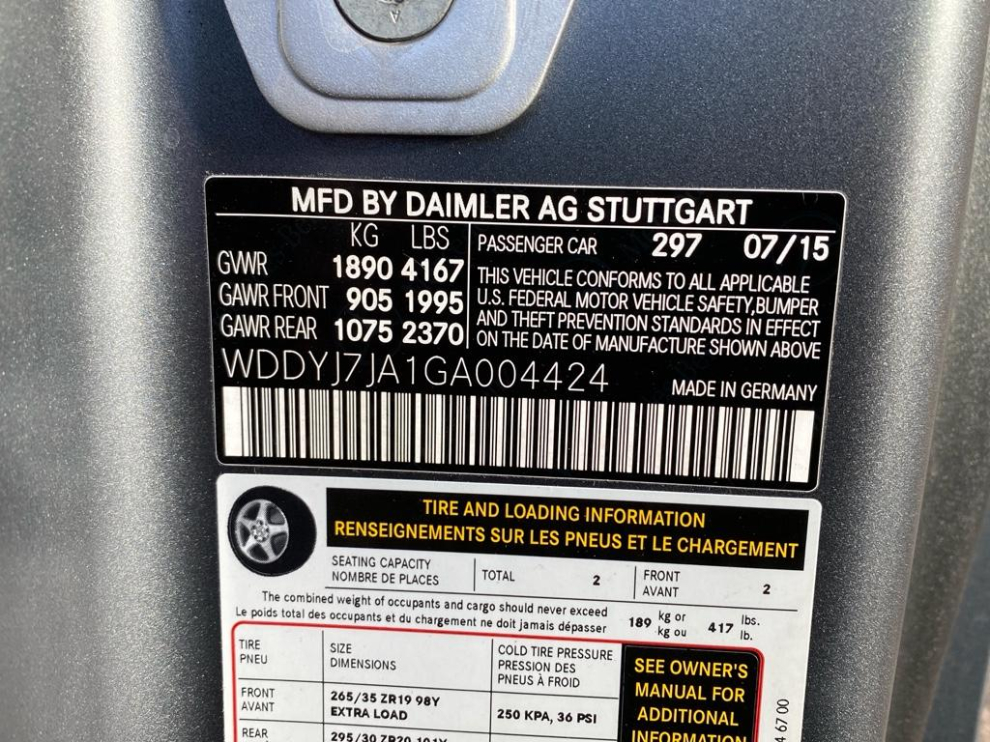 MFD BY DAIMLER AG STUTTGART
KG LBS
GVWR 1890 4167
GAWR FRONT 905 1995
GAWR REAR 1075 2370
PASSENGER CAR 297 07/15
THIS VEHICLE CONFORMS TO ALL APPLICABLE
U.S. FEDERAL MOTOR VEHICLE SAFETY,BUMPER
AND THEFT PREVENTION STANDARDS IN EFFECT
ON THE DATE OF MANUFACTURE SHOWN ABOVE
WDDYJ7JA1GA004424
MADE IN GERMANY
TIRE AND LOADING INFORMATION
RENSEIGNEMENTS SUR LES PNEUS ET LE CHARGEMENT
SEATING CAPACITY
NOMBRE DE PLACES
TOTAL 2
FRONT
AVANT
2
The combined weight of occupants and cargo should never exceed
Le poids total des occupants et du chargement ne doit jamais dépasser
189 kg or
kg ou
417 lbs.
lb.
TIRE
PNEU
SIZE
DIMENSIONS
COLD TIRE PRESSURE
PRESSION DES
PNEUS À FROID
SEE OWNER'S
MANUAL FOR
ADDITIONAL
INFORMATION
FRONT
AVANT
265/35 ZR19 98Y
EXTRA LOAD
250 KPA, 36 PSI
REAR
295/30 ZR20 101Y
6700